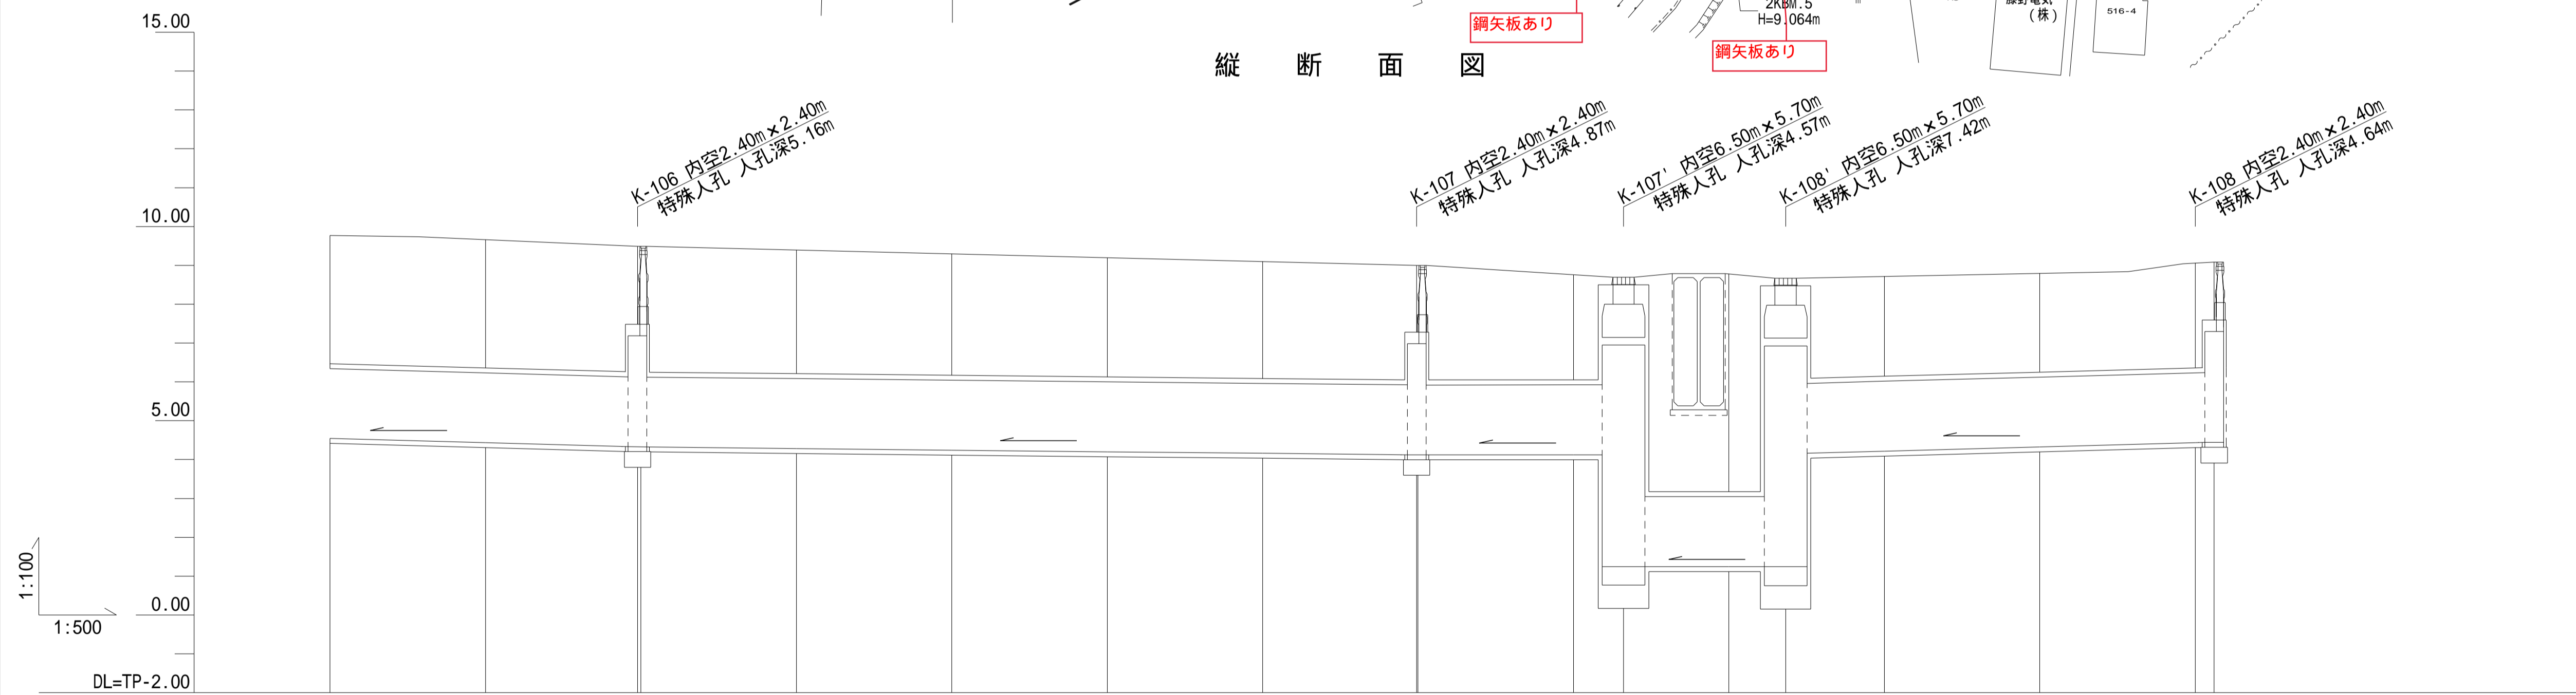 2KBM.5
H=9.064m
(株)
516-4
鋼矢板あり
鋼矢板あり
縦断面図
K-106 内空2.40m×2.40m
特殊人孔 人孔深5.16m
K-107 内空2.40m×2.40m
特殊人孔 人孔深4.87m
K-107' 内空6.50m×5.70m
特殊人孔 人孔深4.57m
K-108' 内空6.50m×5.70m
特殊人孔 人孔深7.42m
K-108 内空2.40m×2.40m
特殊人孔 人孔深4.64m
15.00
10.00
5.00
0.00
DL=TP-2.00
1:100
1:500